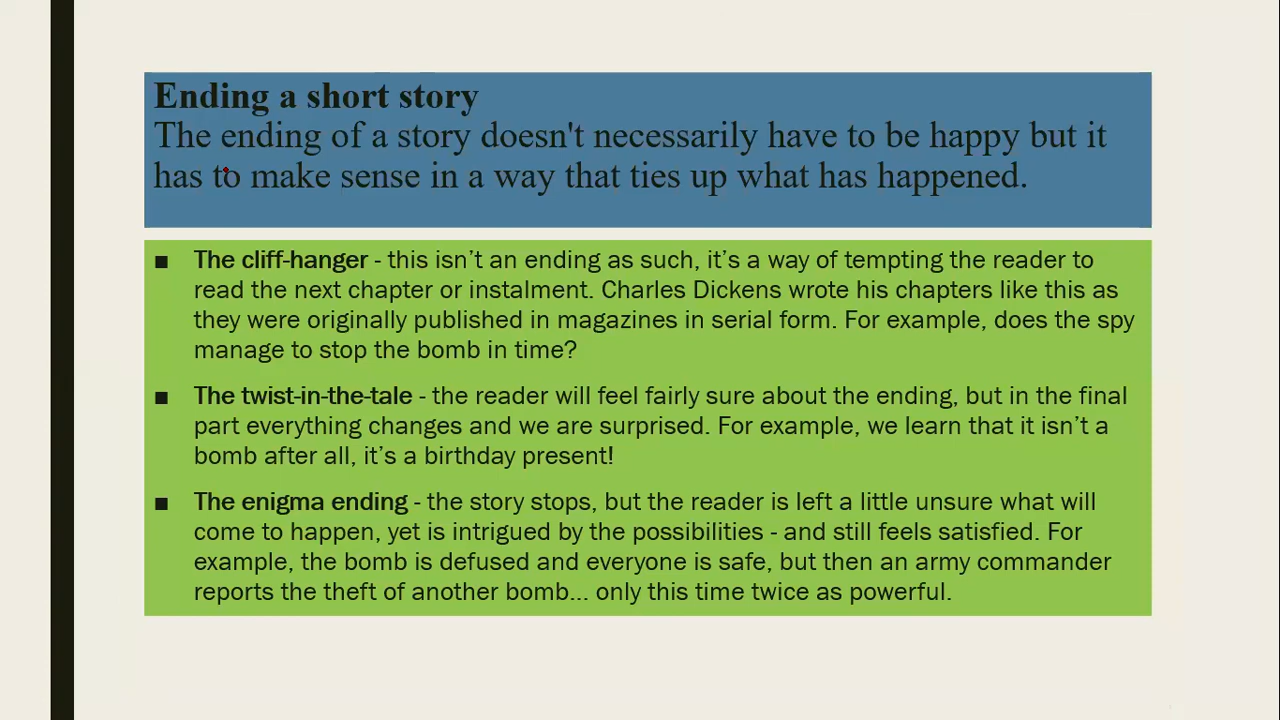 Ending a short story
The ending of a story doesn't necessarily have to be happy but it
has to make sense in a way that ties up what has happened.
■ The cliff-hanger - this isn’t an ending as such, it’s a way of tempting the reader to
read the next chapter or instalment. Charles Dickens wrote his chapters like this as
they were originally published in magazines in serial form. For example, does the spy
manage to stop the bomb in time?
■ The twist-in-the-tale - the reader will feel fairly sure about the ending, but in the final
part everything changes and we are surprised. For example, we learn that it isn’t a
bomb after all, it’s a birthday present!
■ The enigma ending - the story stops, but the reader is left a little unsure what will
come to happen, yet is intrigued by the possibilities - and still feels satisfied. For
example, the bomb is defused and everyone is safe, but then an army commander
reports the theft of another bomb... only this time twice as powerful.